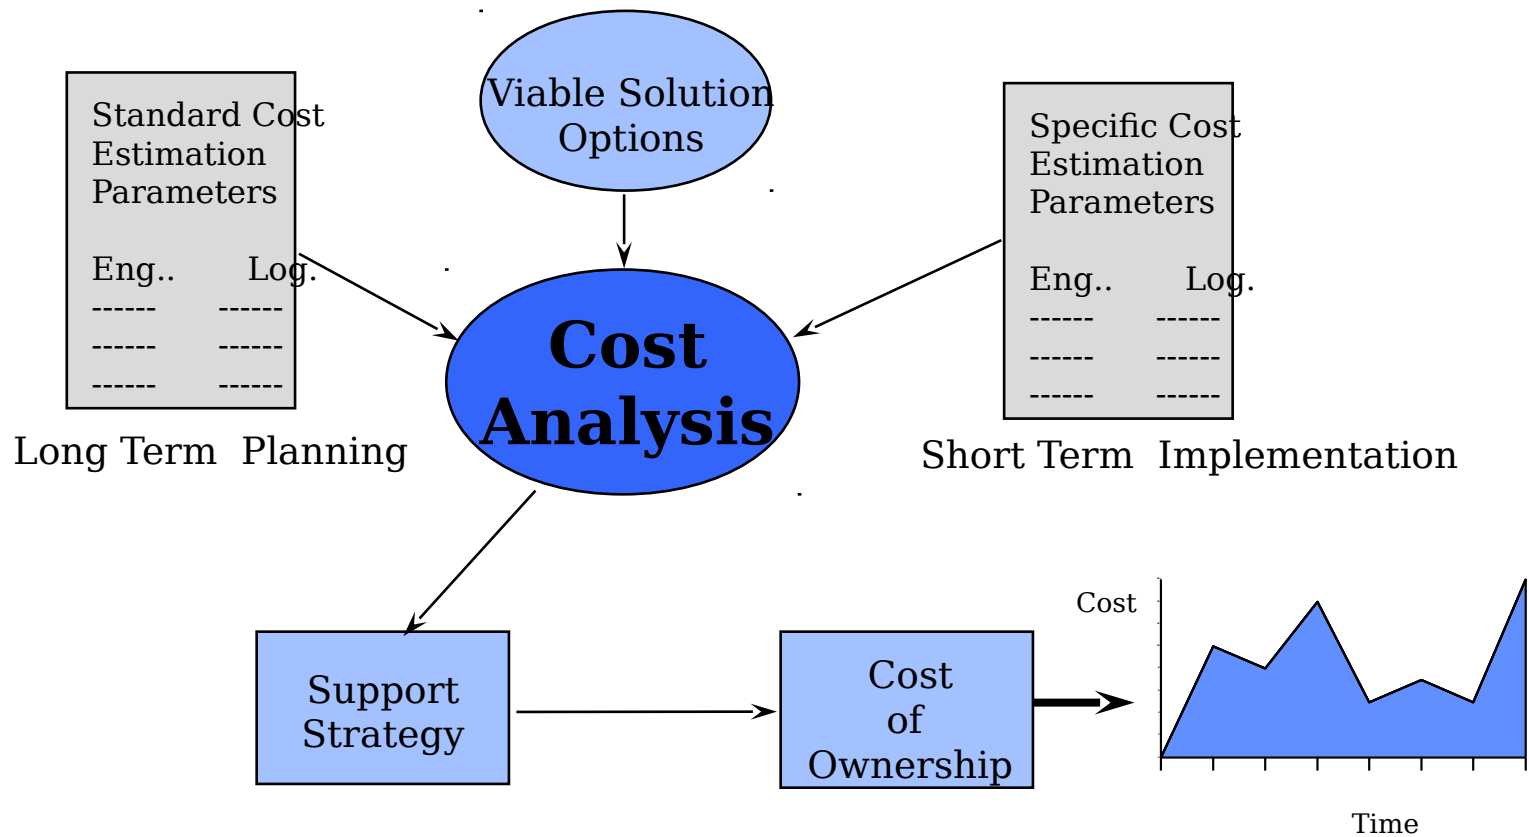 Viable Solution
Options
Standard Cost
Estimation
Parameters
Eng.. Log.
------ ------
------ ------
------ ------
Long Term Planning
Specific Cost
Estimation
Parameters
Eng.. Log.
------ ------
------ ------
------ ------
Short Term Implementation
Cost
Analysis
Support
Strategy
Cost
of
Ownership
Cost
Time